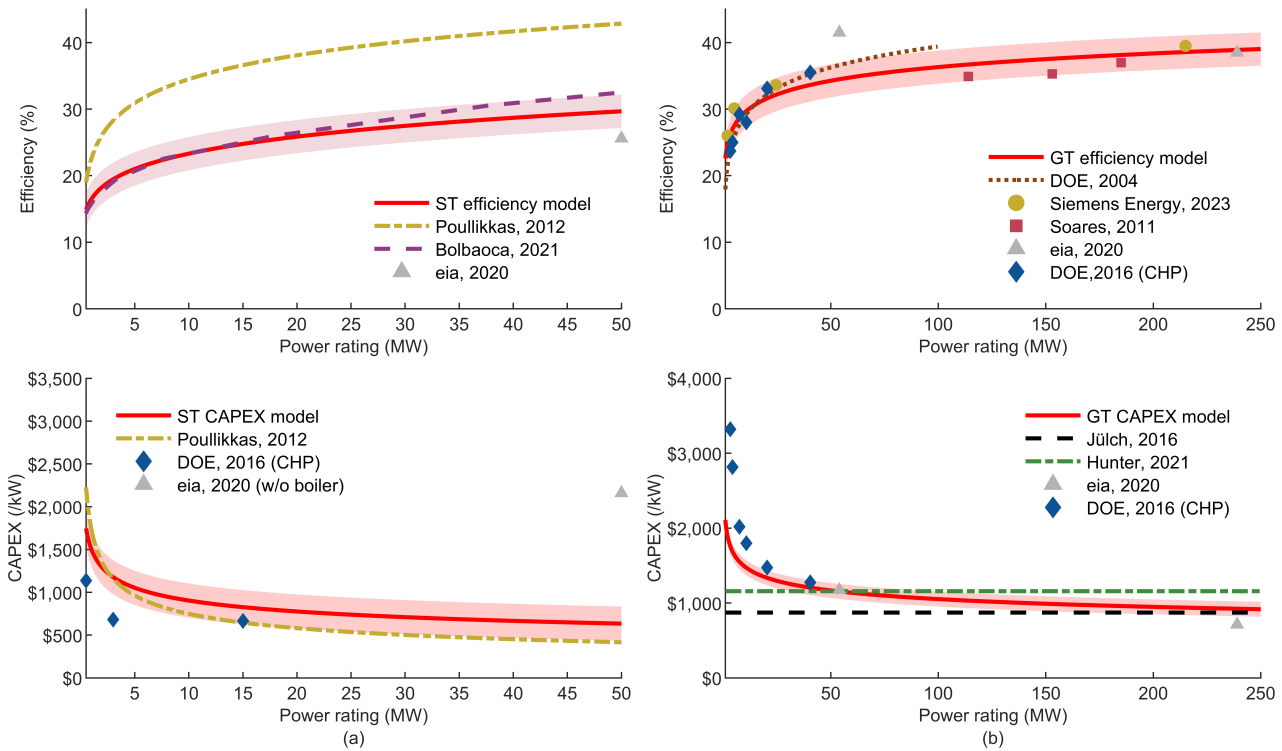 40
30
20
10
0
Efficiency (%)
ST efficiency model
Poullikkas, 2012
Bolbaoca, 2021
eia, 2020
5 10 15 20 25 30 35 40 45 50
Power rating (MW)
40
30
20
10
0
Efficiency (%)
GT efficiency model
DOE, 2004
Siemens Energy, 2023
Soares, 2011
eia, 2020
DOE,2016 (CHP)
50 100 150 200 250
Power rating (MW)
$3,500
$3,000
$2,500
$2,000
$1,500
$1,000
$500
$0
CAPEX (/kW)
ST CAPEX model
Poullikkas, 2012
DOE, 2016 (CHP)
eia, 2020 (w/o boiler)
5 10 15 20 25 30 35 40 45 50
Power rating (MW)
(a)
$4,000
$3,000
$2,000
$1,000
$0
CAPEX (/kW)
GT CAPEX model
Jülch, 2016
Hunter, 2021
eia, 2020
DOE, 2016 (CHP)
50 100 150 200 250
Power rating (MW)
(b)